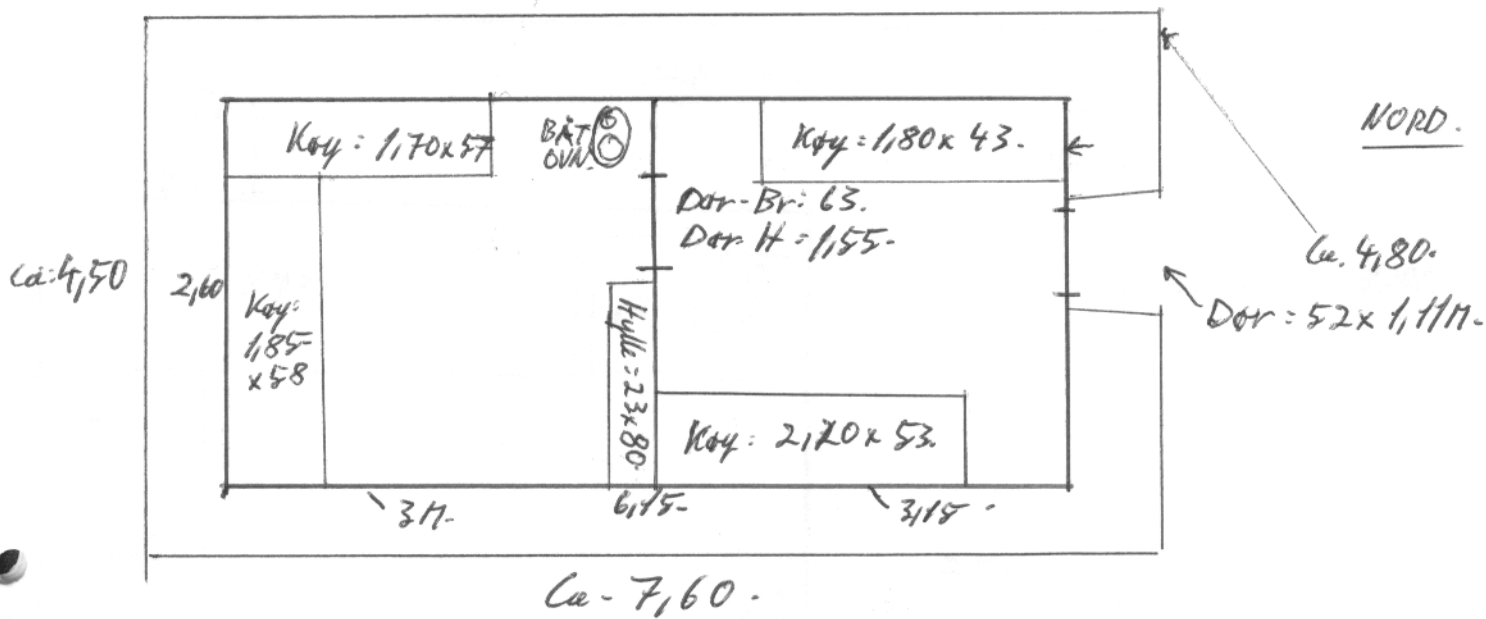 Køy: 1,70x57
BÅT
OVN.
Køy=1,80x 43.
NORD.
Dør-Br: 63.
Dør H=1,55-
Ca. 4,80.
Ca:4,50
2,60
Køy:
1,85
x58
Hylle=23x80.
Dør=52x 1,11M.
Køy: 2,20x 53.
3M-
6,15-
3,15.
Ca- 7,60.